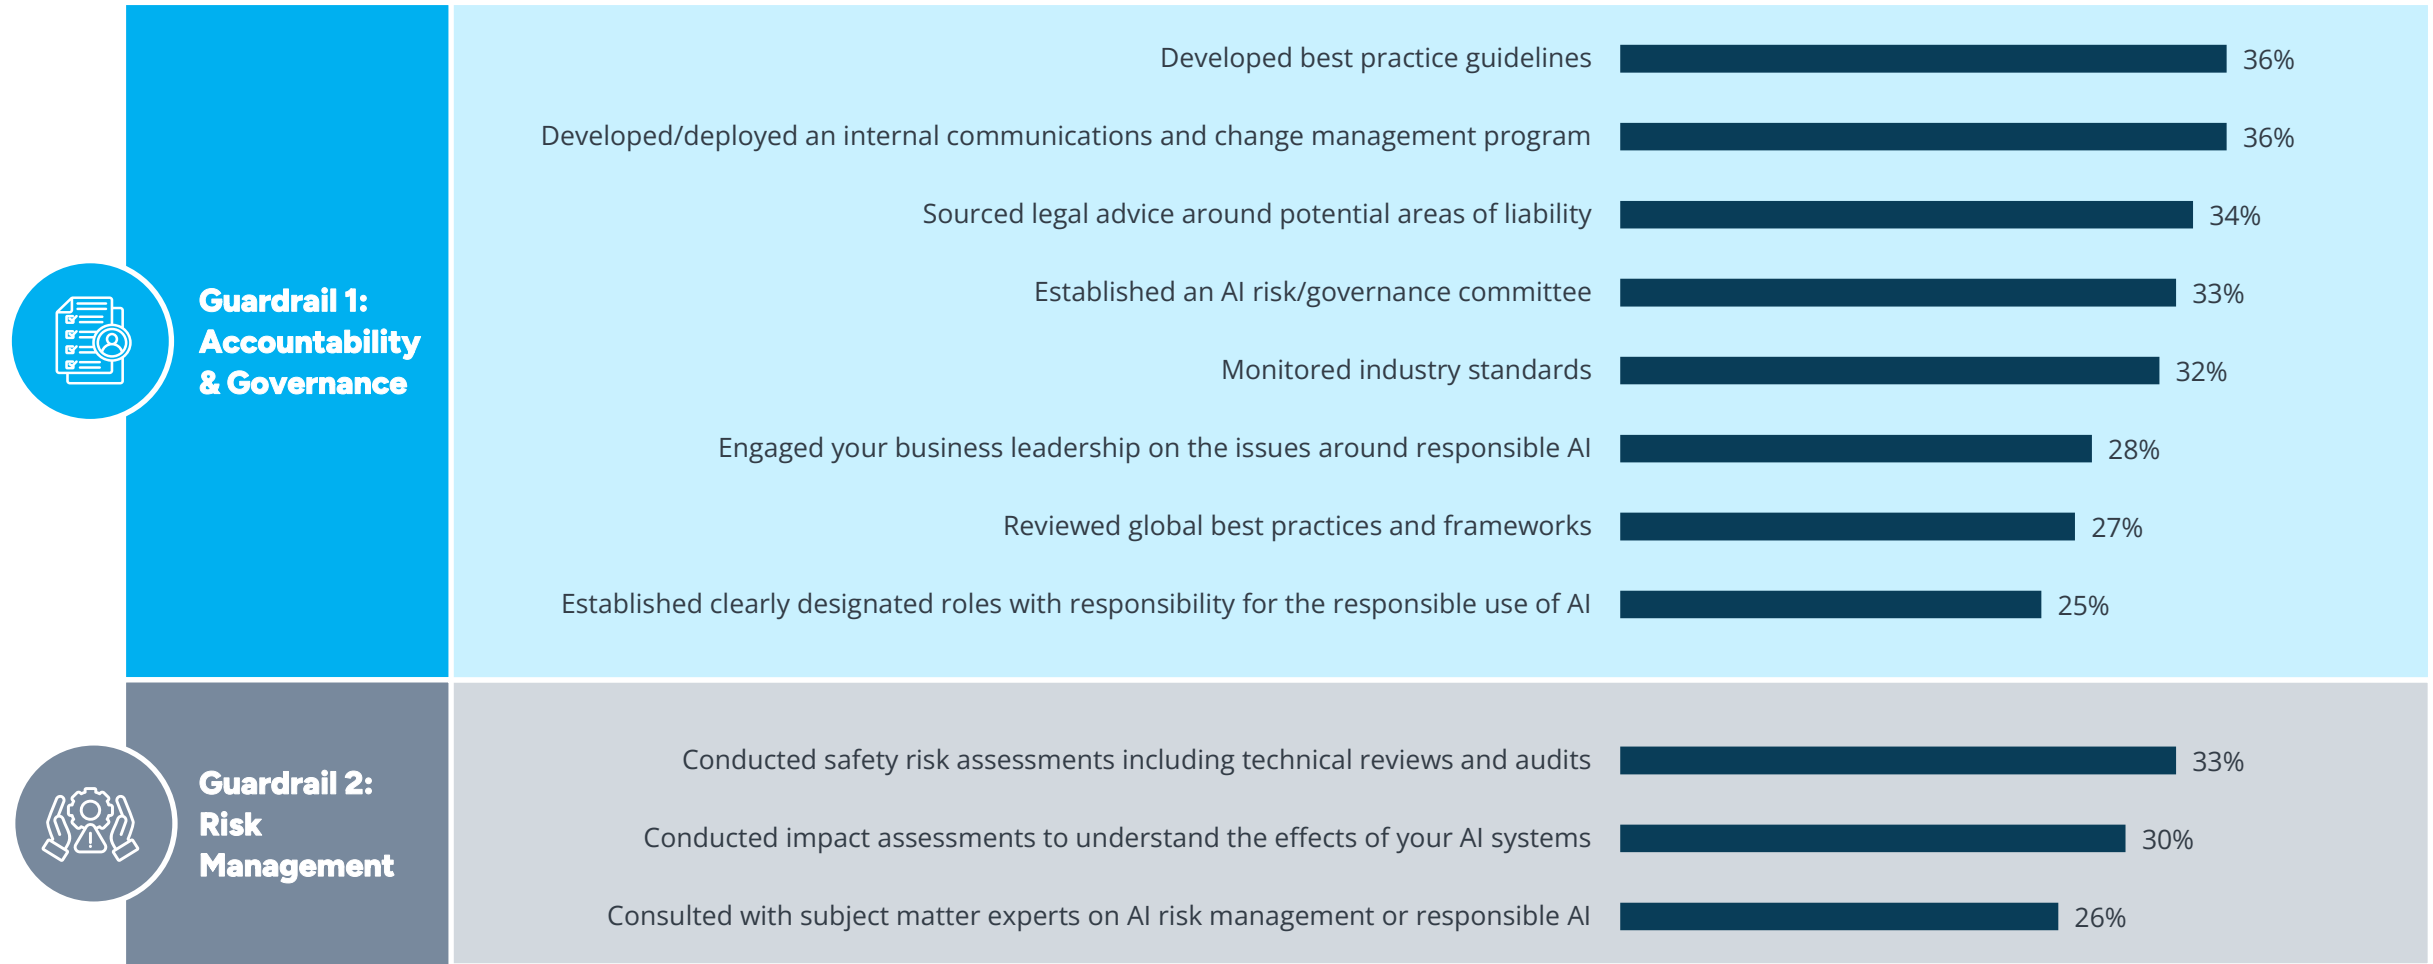 Developed best practice guidelines 36%
Developed/deployed an internal communications and change management program 36%
Sourced legal advice around potential areas of liability 34%
Guardrail 1:
Accountability
& Governance
Established an AI risk/governance committee 33%
Monitored industry standards 32%
Engaged your business leadership on the issues around responsible AI 28%
Reviewed global best practices and frameworks 27%
Established clearly designated roles with responsibility for the responsible use of AI 25%
Guardrail 2:
Risk
Management
Conducted safety risk assessments including technical reviews and audits 33%
Conducted impact assessments to understand the effects of your AI systems 30%
Consulted with subject matter experts on AI risk management or responsible AI 26%